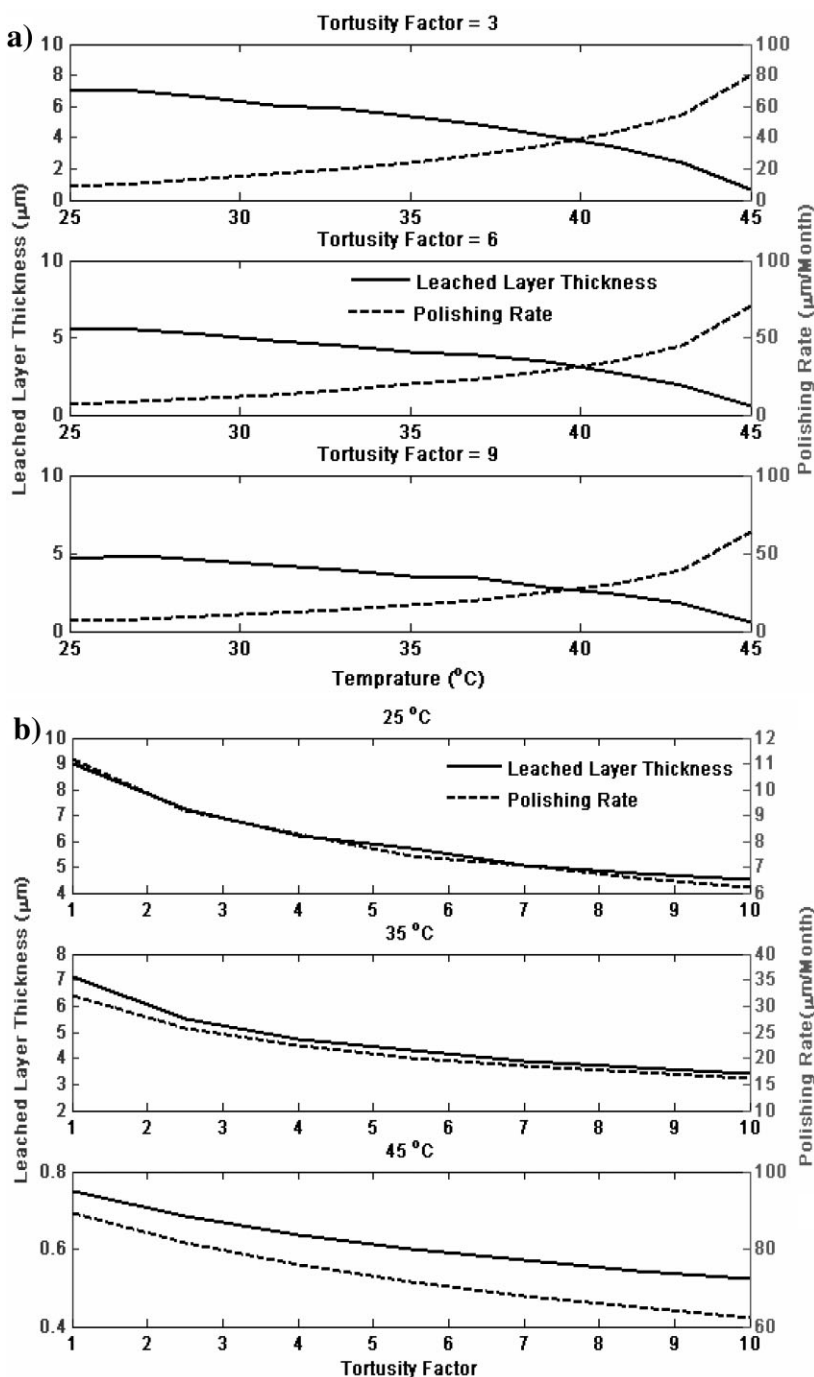 a)
Tortusity Factor = 3
10
8
6
4
2
0
100
80
60
40
20
0
25 30 35 40 45
Tortusity Factor = 6
10
5
0
100
50
0
Leached Layer Thickness
Polishing Rate
25 30 35 40 45
Tortusity Factor = 9
10
5
0
100
50
0
25 30 35 40 45
Temprature (°C)
Leached Layer Thickness (μm)
Polishing Rate (μm/Month)
b)
25 °C
10
9
8
7
6
5
4
12
11
10
9
8
7
6
Leached Layer Thickness
Polishing Rate
1 2 3 4 5 6 7 8 9 10
35 °C
8
7
6
5
4
3
2
40
35
30
25
20
15
10
1 2 3 4 5 6 7 8 9 10
45 °C
0.8
0.6
0.4
100
80
60
1 2 3 4 5 6 7 8 9 10
Tortusity Factor
Leached Layer Thickness (μm)
Polishing Rate(μm/Month)